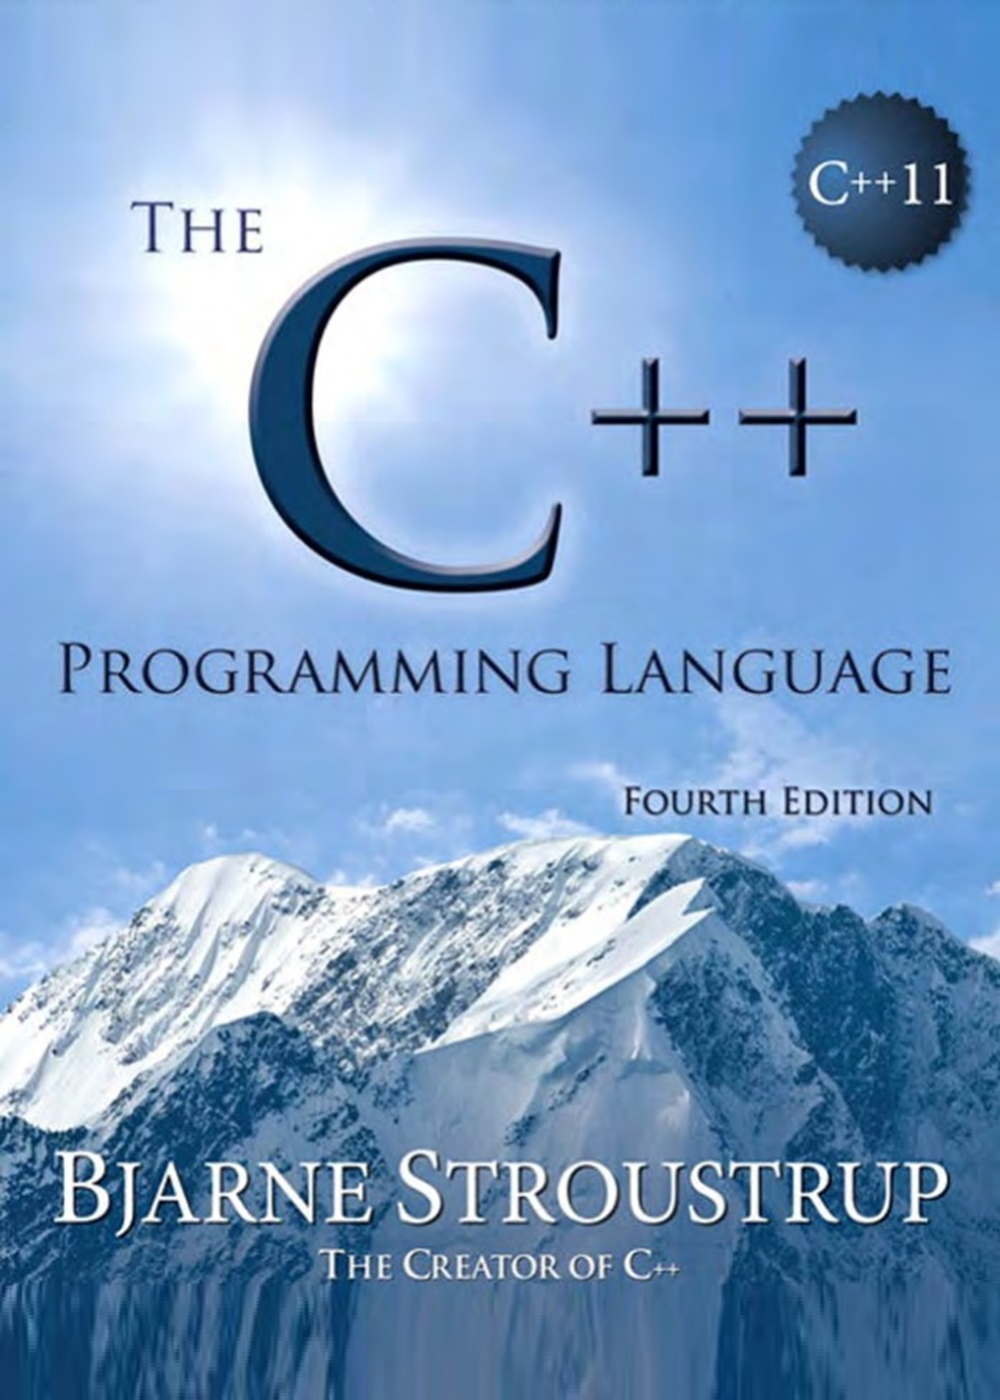 C++11
THE
C++
PROGRAMMING LANGUAGE
FOURTH EDITION
BJARNE STROUSTRUP
THE CREATOR OF C++